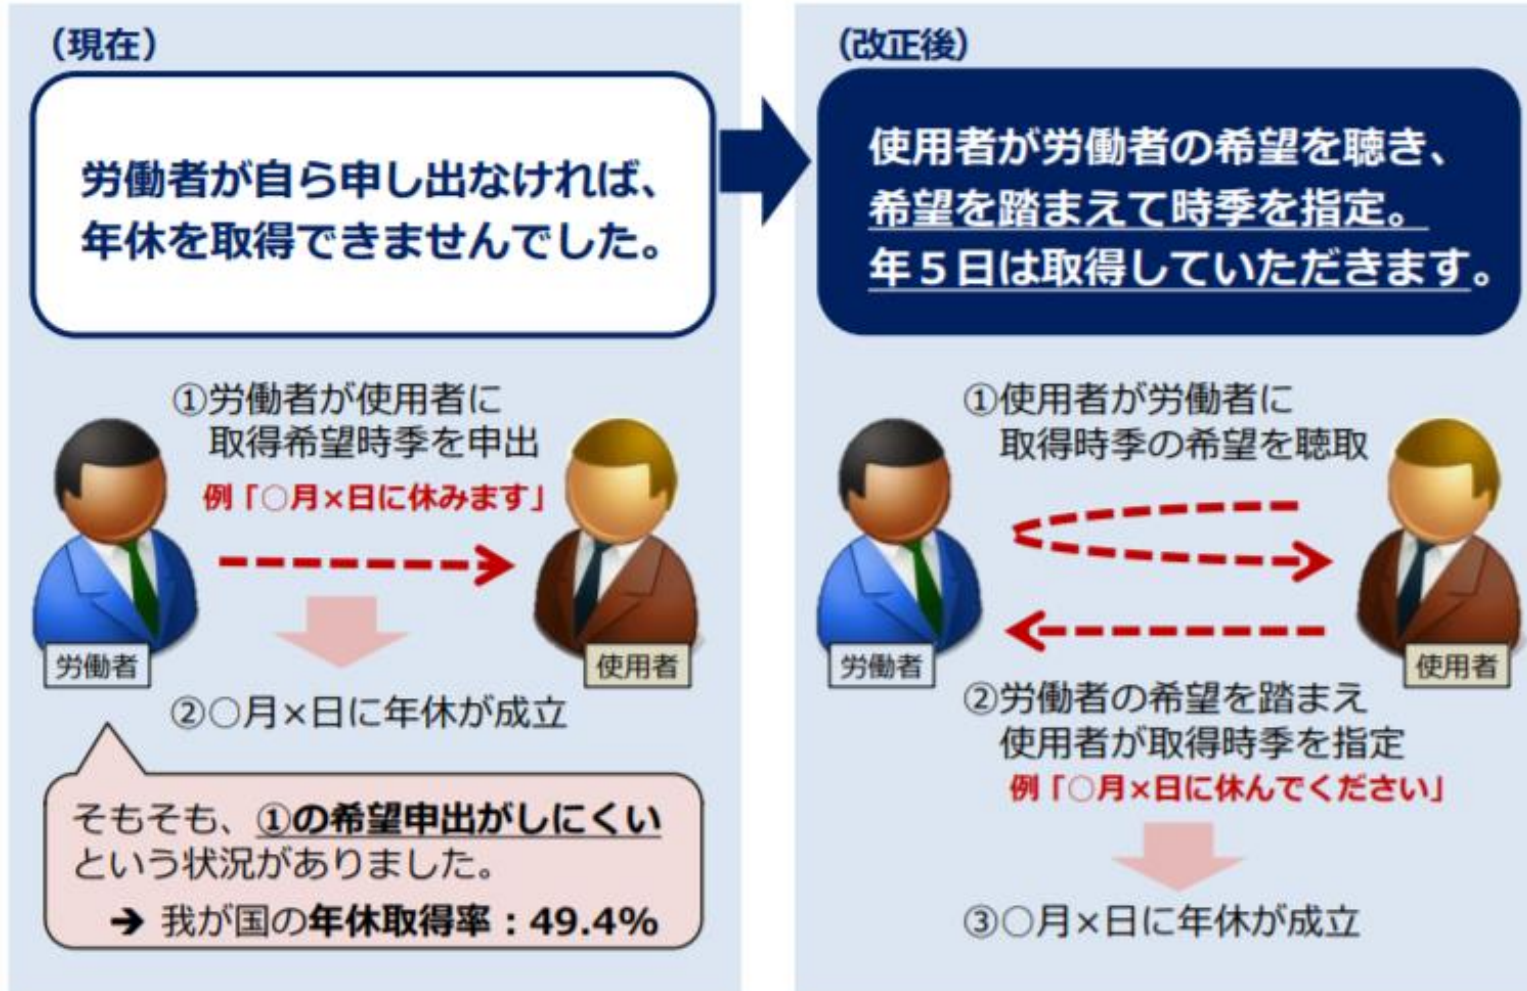 （現在）
労働者が自ら申し出なければ、
年休を取得できませんでした。
①労働者が使用者に
取得希望時季を申出
例「○月×日に休みます」
労働者
使用者
②○月×日に年休が成立
そもそも、①の希望申出がしにくい
という状況がありました。
➔ 我が国の年休取得率：49.4%
（改正後）
使用者が労働者の希望を聴き、
希望を踏まえて時季を指定。
年５日は取得していただきます。
①使用者が労働者に
取得時季の希望を聴取
労働者
使用者
②労働者の希望を踏まえ
使用者が取得時季を指定
例「○月×日に休んでください」
③○月×日に年休が成立